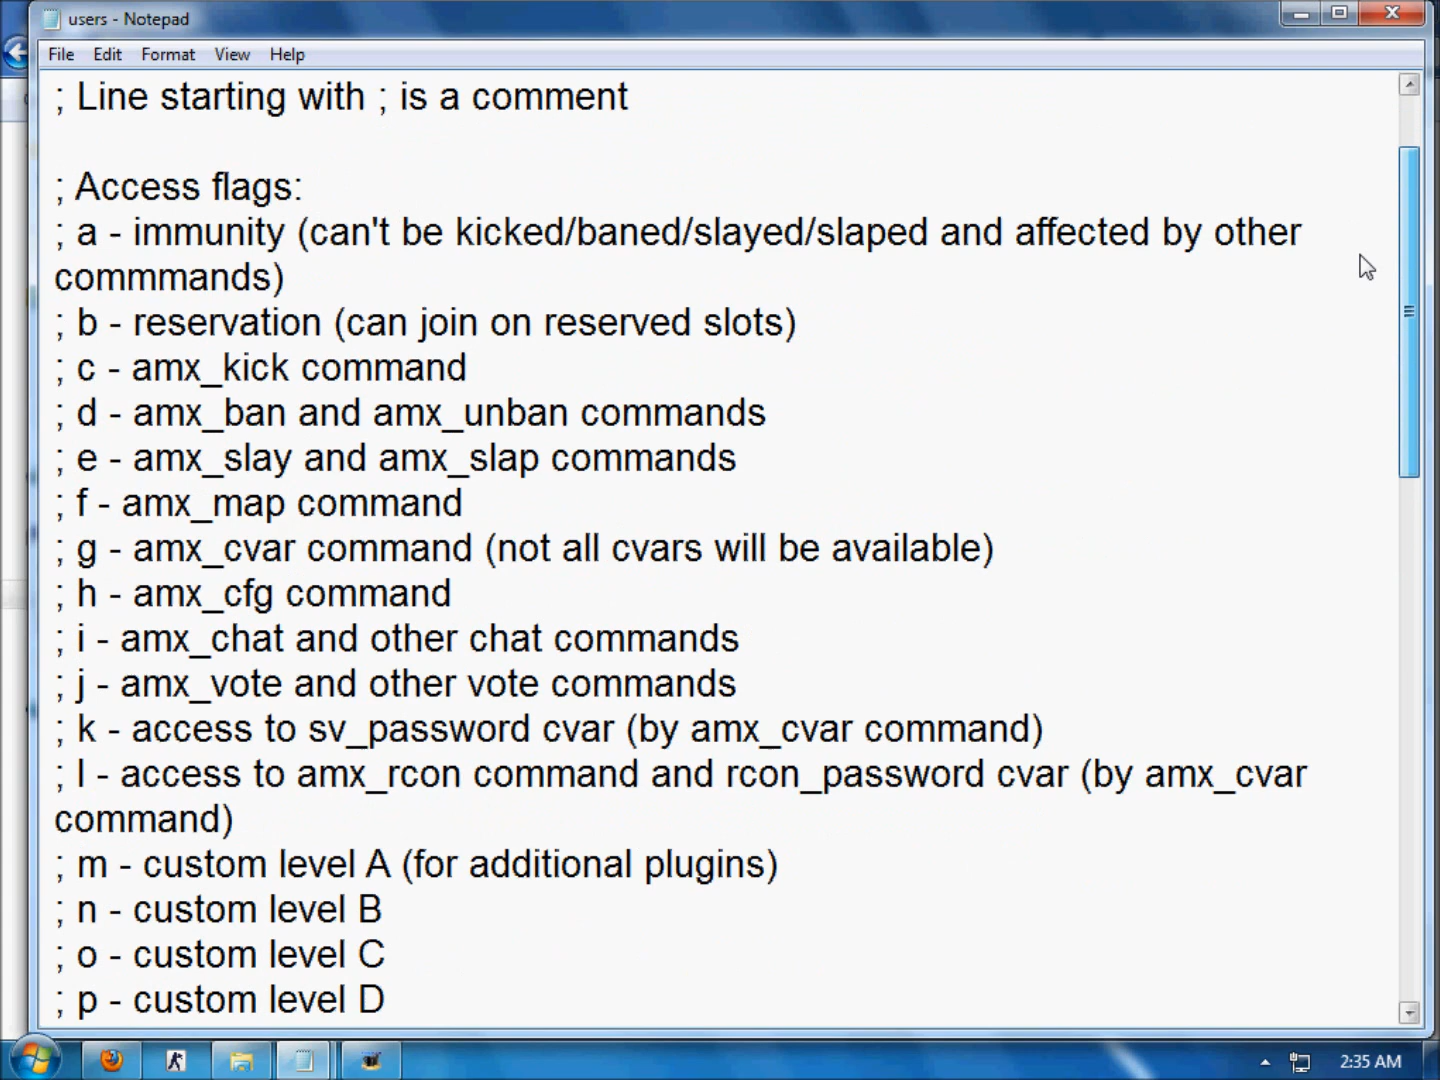 users - Notepad
File Edit Format View Help
; Line starting with ; is a comment
; Access flags:
; a - immunity (can't be kicked/baned/slayed/slaped and affected by other
commmands)
; b - reservation (can join on reserved slots)
; c - amx_kick command
; d - amx_ban and amx_unban commands
; e - amx_slay and amx_slap commands
; f - amx_map command
; g - amx_cvar command (not all cvars will be available)
; h - amx_cfg command
; i - amx_chat and other chat commands
; j - amx_vote and other vote commands
; k - access to sv_password cvar (by amx_cvar command)
; l - access to amx_rcon command and rcon_password cvar (by amx_cvar
command)
; m - custom level A (for additional plugins)
; n - custom level B
; o - custom level C
; p - custom level D
2:35 AM